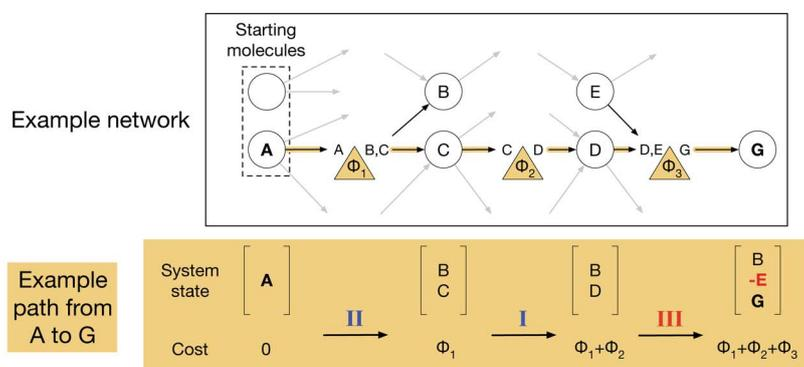 Starting
molecules
Example network
B
E
A
A
B,C
Φ1
C
C
D
Φ2
D
D,E
G
Φ3
G
Example
path from
A to G
System
state
A
B
C
B
D
B
-E
G
II
I
III
Cost
0
Φ1
Φ1+Φ2
Φ1+Φ2+Φ3